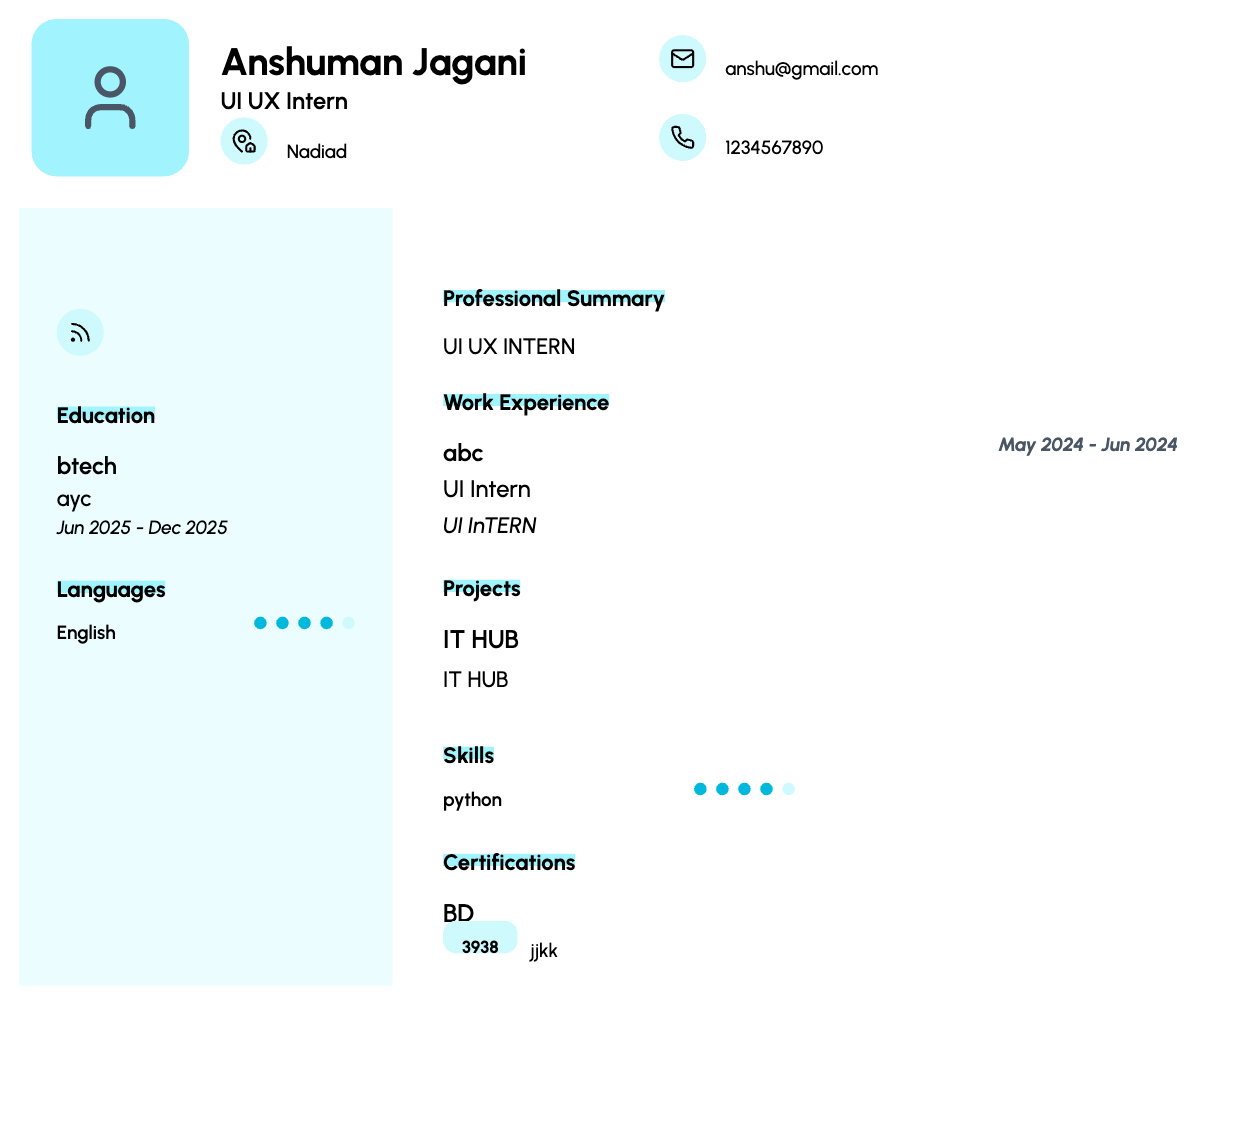 Anshuman Jagani
UI UX Intern
Nadiad
anshu@gmail.com
1234567890
Education
btech
ayc
Jun 2025 - Dec 2025
Languages
English
Professional Summary
UI UX INTERN
Work Experience
abc
May 2024 - Jun 2024
UI Intern
UI InTERN
Projects
IT HUB
IT HUB
Skills
python
Certifications
BD
3938 jjkk